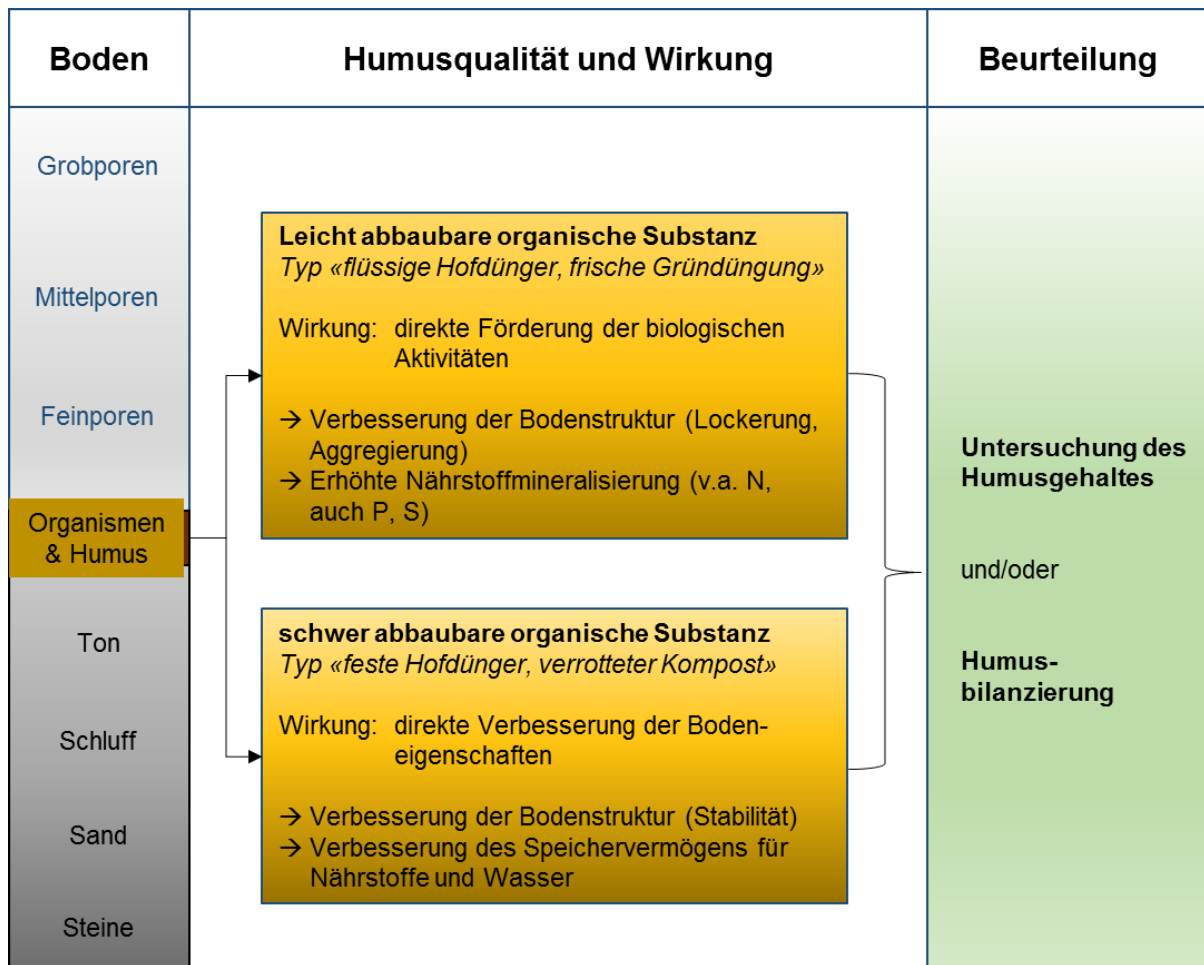 Boden
Humusqualität und Wirkung
Beurteilung
Grobporen
Mittelporen
Feinporen
Organismen
& Humus
Ton
Schluff
Sand
Steine
Leicht abbaubare organische Substanz
Typ «flüssige Hofdünger, frische Gründüngung»
Wirkung: direkte Förderung der biologischen
Aktivitäten
→ Verbesserung der Bodenstruktur (Lockerung,
Aggregierung)
→ Erhöhte Nährstoffmineralisierung (v.a. N,
auch P, S)
schwer abbaubare organische Substanz
Typ «feste Hofdünger, verrotteter Kompost»
Wirkung: direkte Verbesserung der Boden-
eigenschaften
→ Verbesserung der Bodenstruktur (Stabilität)
→ Verbesserung des Speichervermögens für
Nährstoffe und Wasser
Untersuchung des
Humusgehaltes
und/oder
Humus-
bilanzierung